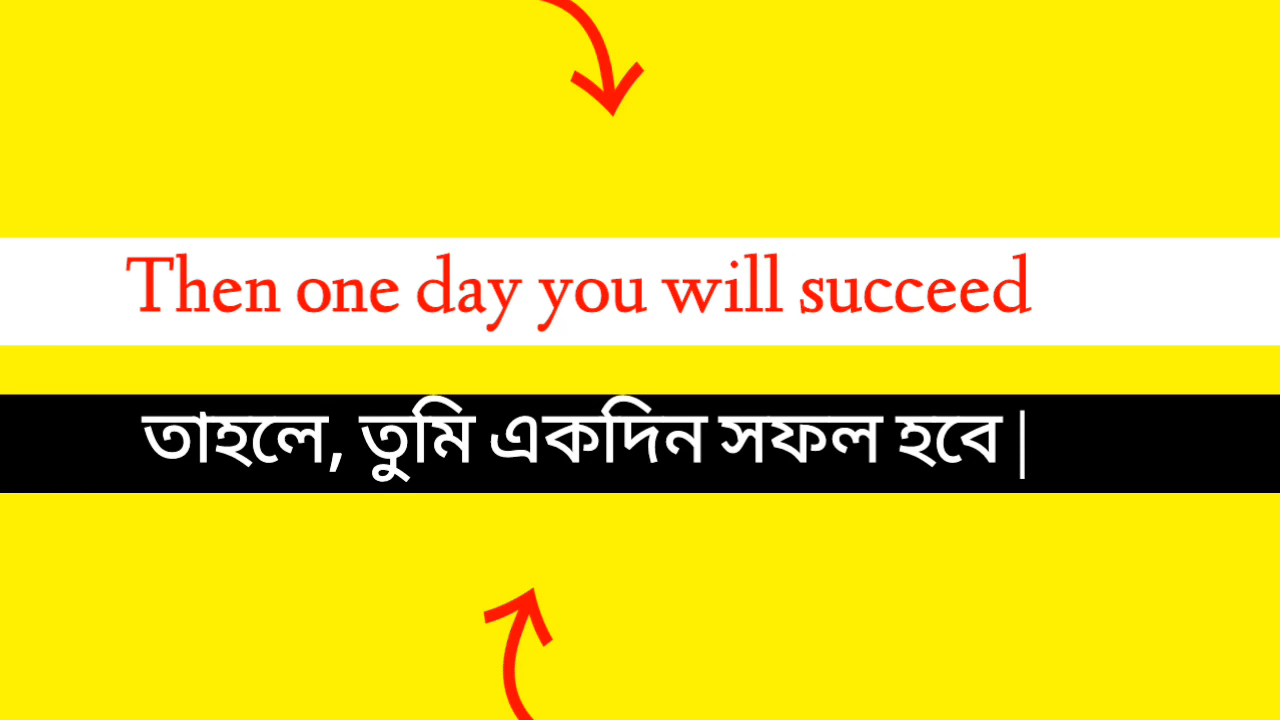 Then one day you will succeed
তাহলে, তুমি একদিন সফল হবে|